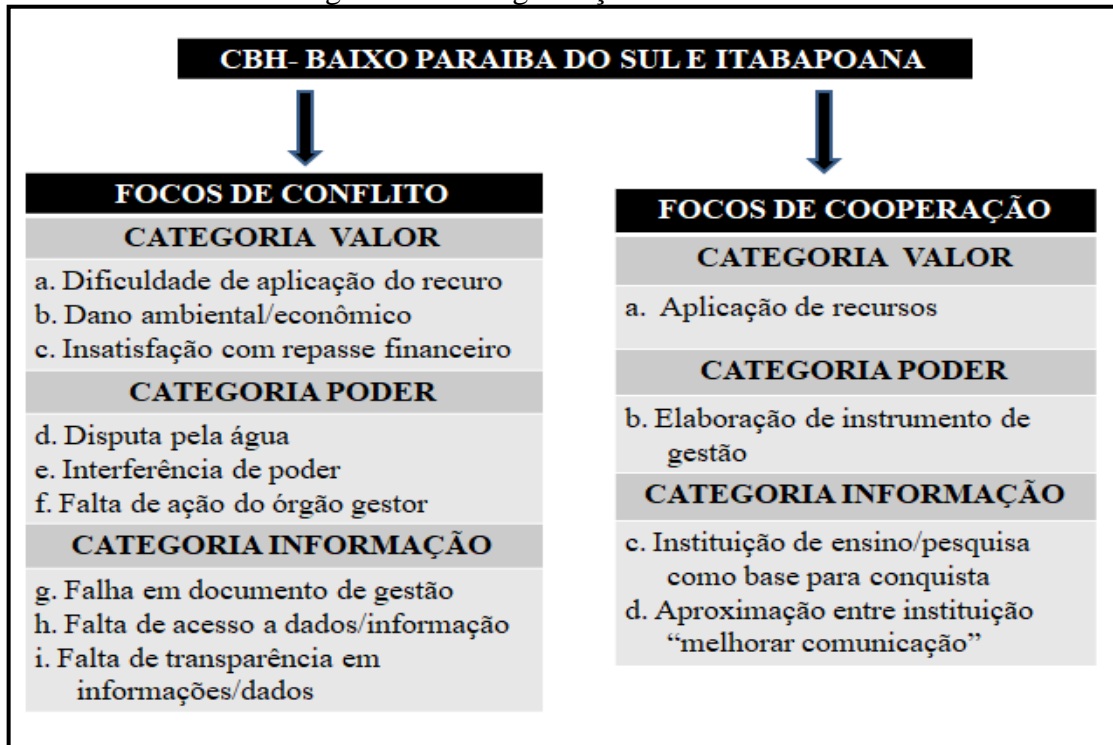 CBH- BAIXO PARAIBA DO SUL E ITABAPOANA
FOCOS DE CONFLITO
CATEGORIA VALOR
a. Dificuldade de aplicação do recuro
b. Dano ambiental/econômico
c. Insatisfação com repasse financeiro
CATEGORIA PODER
d. Disputa pela água
e. Interferência de poder
f. Falta de ação do órgão gestor
CATEGORIA INFORMAÇÃO
g. Falha em documento de gestão
h. Falta de acesso a dados/informação
i. Falta de transparência em
informações/dados
FOCOS DE COOPERAÇÃO
CATEGORIA VALOR
a. Aplicação de recursos
CATEGORIA PODER
b. Elaboração de instrumento de
gestão
CATEGORIA INFORMAÇÃO
c. Instituição de ensino/pesquisa
como base para conquista
d. Aproximação entre instituição
“melhorar comunicação”